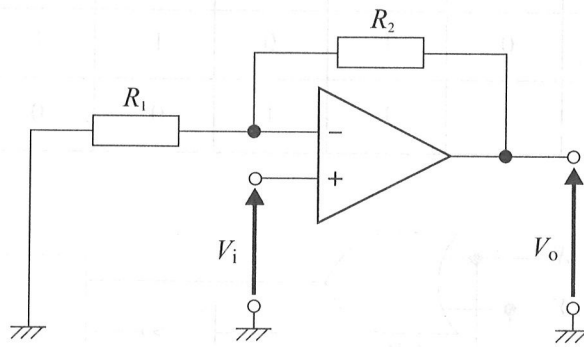 R₂
R₁
−
+
Vᵢ
Vₒ